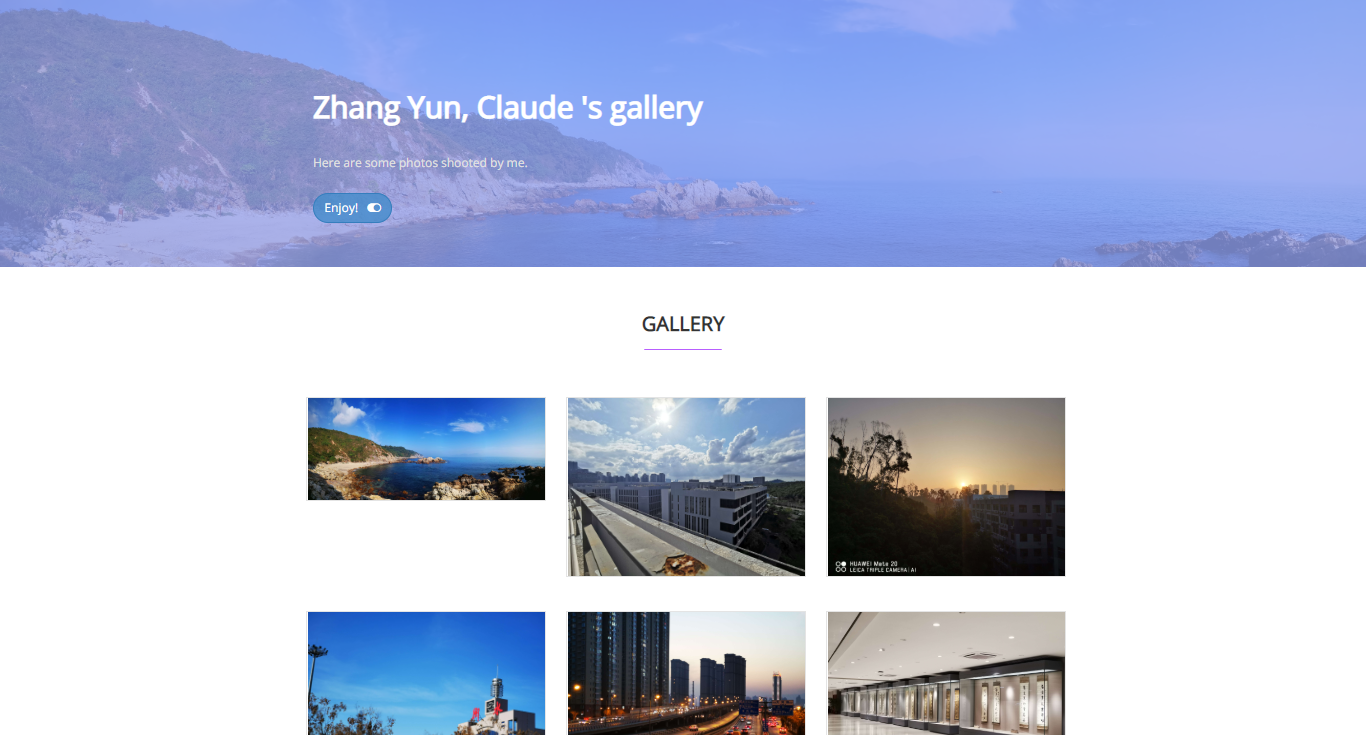 Zhang Yun, Claude 's gallery
Here are some photos shooted by me.
Enjoy!
GALLERY
HUAWEI Mate 20
LEICA TRIPLE CAMERA | AI